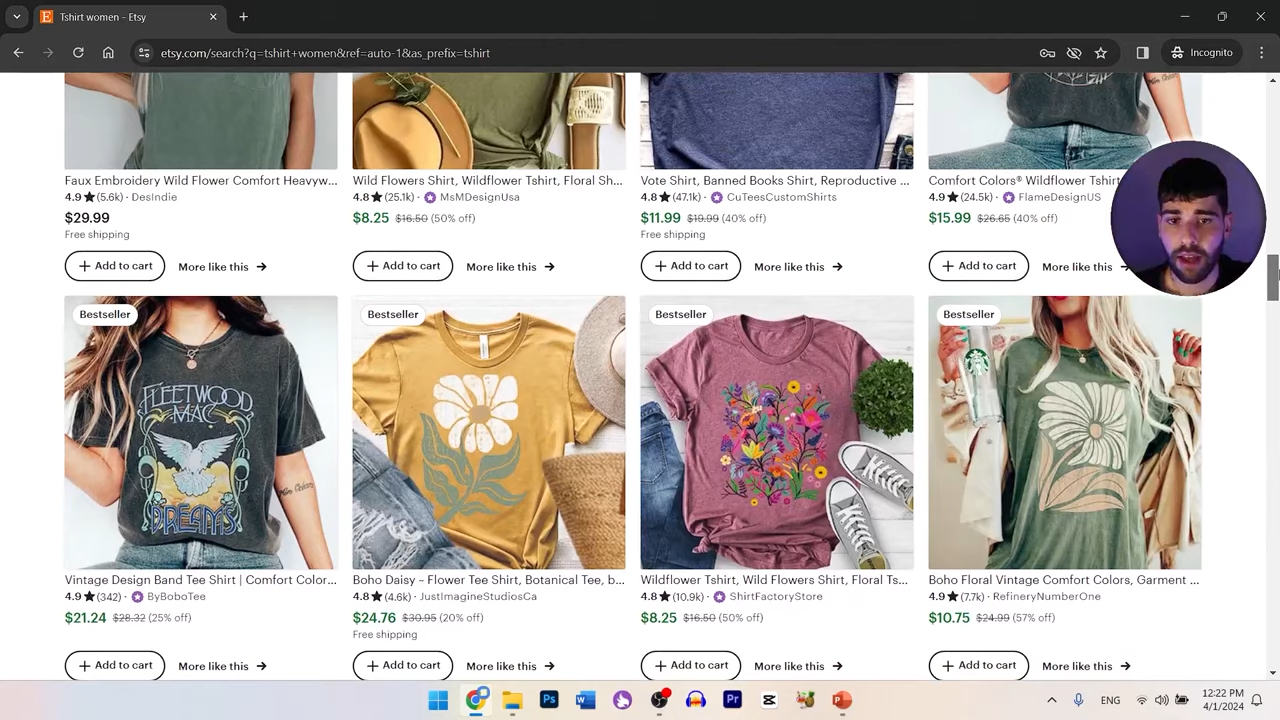 Tshirt women - Etsy
etsy.com/search?q=tshirt+women&ref=auto-1&as_prefix=tshirt
Incognito
Faux Embroidery Wild Flower Comfort Heavyw...
4.9 ★ (5.6k) · DesIndie
$29.99
Free shipping
+ Add to cart
More like this →
Wild Flowers Shirt, Wildflower Tshirt, Floral Sh...
4.8 ★ (25.1k) · MsMDesignUsa
$8.25 $16.50 (50% off)
+ Add to cart
More like this →
Vote Shirt, Banned Books Shirt, Reproductive ...
4.8 ★ (47.1k) · CuTeesCustomShirts
$11.99 $19.99 (40% off)
Free shipping
+ Add to cart
More like this →
Comfort Colors® Wildflower Tshirt
4.9 ★ (24.5k) · FlameDesignUS
$15.99 $26.65 (40% off)
+ Add to cart
More like this
Bestseller
FLEETWOOD
MAC
DREAMS
Vintage Design Band Tee Shirt | Comfort Color...
4.9 ★ (342) · ByBoboTee
$21.24 $28.32 (25% off)
+ Add to cart
More like this →
Bestseller
Boho Daisy - Flower Tee Shirt, Botanical Tee, b...
4.8 ★ (4.6k) · JustImagineStudiosCa
$24.76 $30.95 (20% off)
Free shipping
+ Add to cart
More like this →
Bestseller
Wildflower Tshirt, Wild Flowers Shirt, Floral Ts...
4.8 ★ (10.9k) · ShirtFactoryStore
$8.25 $16.50 (50% off)
+ Add to cart
More like this →
Bestseller
Boho Floral Vintage Comfort Colors, Garment ...
4.9 ★ (7.7k) · RefineryNumberOne
$10.75 $24.99 (57% off)
+ Add to cart
More like this →
Ps
W
Pr
P
ENG
12:22 PM
4/1/2024